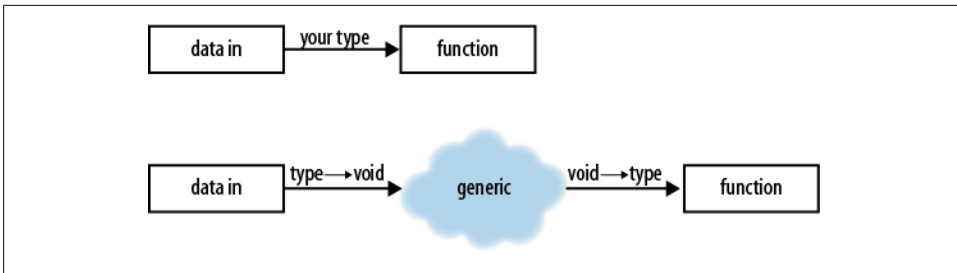 data in your type function
data in type→void generic void→type function